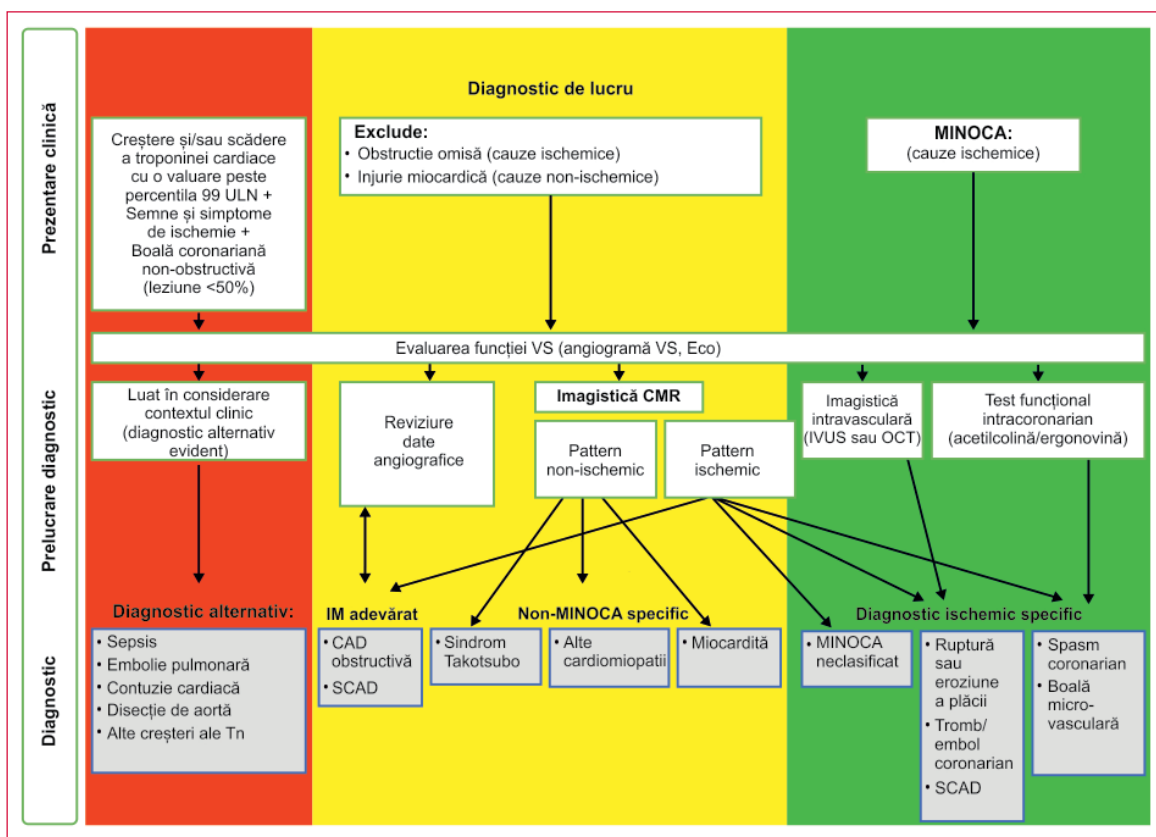 Prezentare clinică
Diagnostic de lucru
Creștere și/sau scădere
a troponinei cardiace
cu o valuare peste
percentila 99 ULN +
Semne și simptome
de ischemie +
Boală coronariană
non-obstructivă
(leziune <50%)
Exclude:
• Obstructie omisă (cauze ischemice)
• Injurie miocardică (cauze non-ischemice)
MINOCA:
(cauze ischemice)
Prelucrare diagnostic
Evaluarea funcției VS (angiogramă VS, Eco)
Luat în considerare
contextul clinic
(diagnostic alternativ
evident)
Reviziure
date
angiografice
Imagistică CMR
Pattern
non-ischemic
Pattern
ischemic
Imagistică
intravasculară
(IVUS sau OCT)
Test funcțional
intracoronarian
(acetilcolină/ergonovină)
Diagnostic
Diagnostic alternativ:
• Sepsis
• Embolie pulmonară
• Contuzie cardiacă
• Disecție de aortă
• Alte creșteri ale Tn
IM adevărat
• CAD
obstructivă
• SCAD
Non-MINOCA specific
• Sindrom
Takotsubo
• Alte
cardiomiopatii
• Miocardită
Diagnostic ischemic specific
• MINOCA
neclasificat
• Ruptură
sau
eroziune
a plăcii
• Tromb/
embol
coronarian
• SCAD
• Spasm
coronarian
• Boală
micro-
vasculară